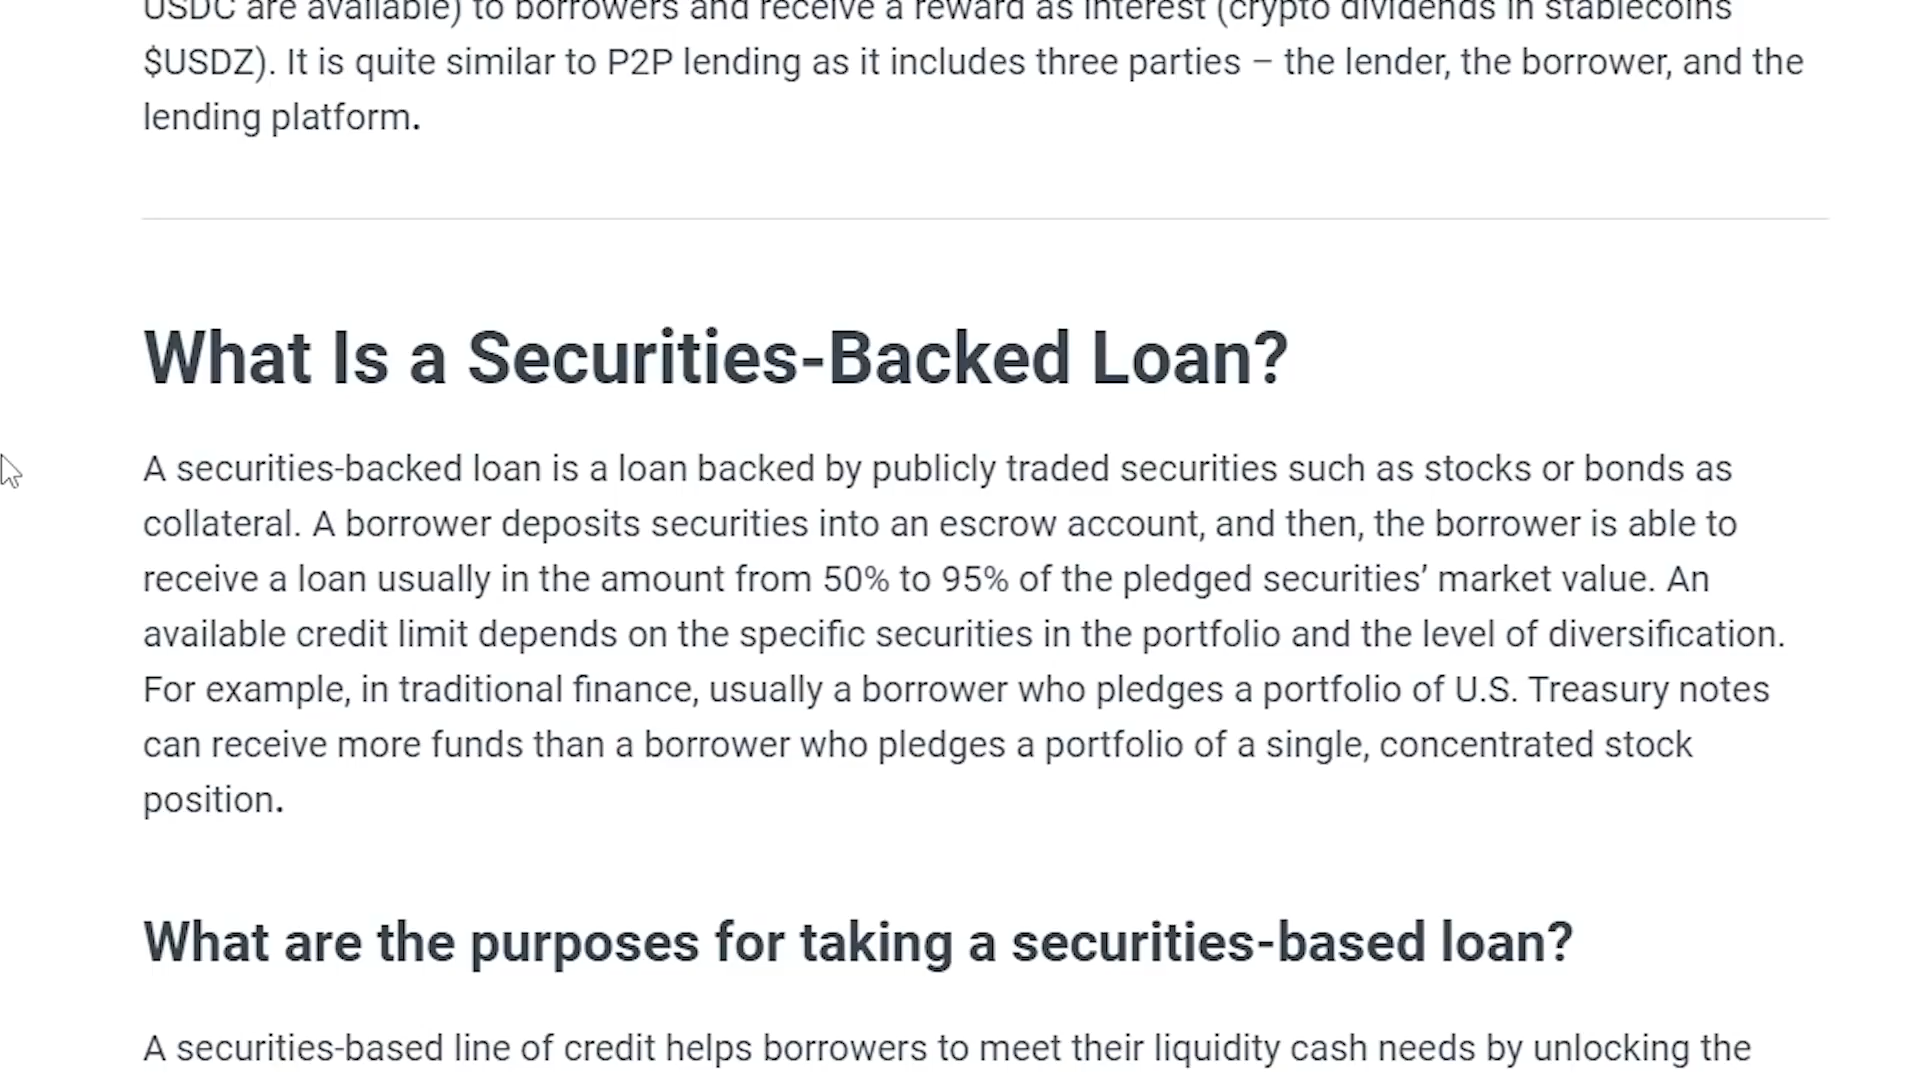 USDC are available) to borrowers and receive a reward as interest (crypto dividends in stablecoins
$USDZ). It is quite similar to P2P lending as it includes three parties – the lender, the borrower, and the
lending platform.
What Is a Securities-Backed Loan?
A securities-backed loan is a loan backed by publicly traded securities such as stocks or bonds as
collateral. A borrower deposits securities into an escrow account, and then, the borrower is able to
receive a loan usually in the amount from 50% to 95% of the pledged securities’ market value. An
available credit limit depends on the specific securities in the portfolio and the level of diversification.
For example, in traditional finance, usually a borrower who pledges a portfolio of U.S. Treasury notes
can receive more funds than a borrower who pledges a portfolio of a single, concentrated stock
position.
What are the purposes for taking a securities-based loan?
A securities-based line of credit helps borrowers to meet their liquidity cash needs by unlocking the